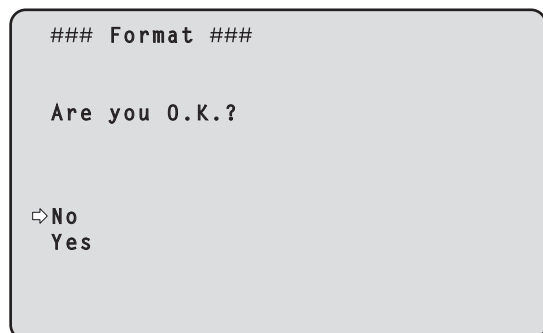 ### Format ###
Are you O.K.?
⇨No
Yes